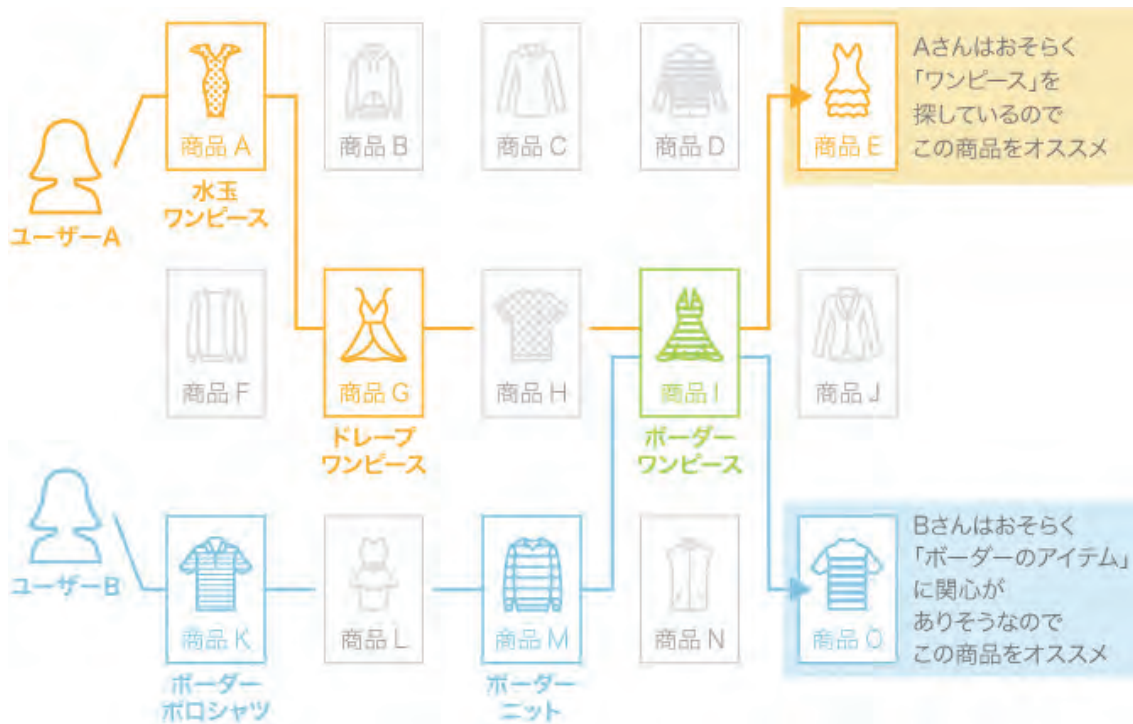 商品 A
商品 B
商品 C
商品 D
商品 E
Aさんはおそらく
「ワンピース」を
探しているので
この商品をオススメ
水玉
ワンピース
ユーザーA
商品 F
商品 G
商品 H
商品 I
商品 J
ドレープ
ワンピース
ボーダー
ワンピース
ユーザーB
商品 K
商品 L
商品 M
商品 N
商品 O
Bさんはおそらく
「ボーダーのアイテム」
に関心が
ありそうなので
この商品をオススメ
ボーダー
ポロシャツ
ボーダー
ニット